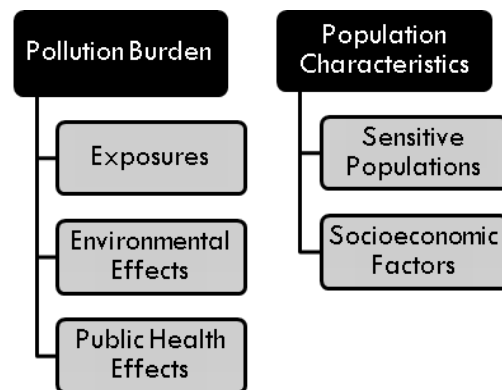 Pollution Burden
Exposures
Environmental
Effects
Public Health
Effects
Population
Characteristics
Sensitive
Populations
Socioeconomic
Factors